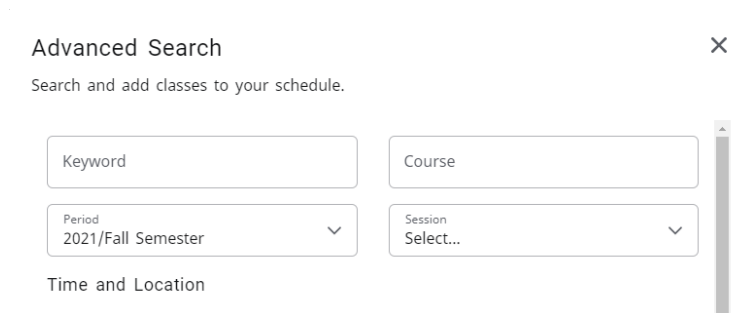 Advanced Search
Search and add classes to your schedule.
Keyword
Course
Period
2021/Fall Semester
Session
Select...
Time and Location